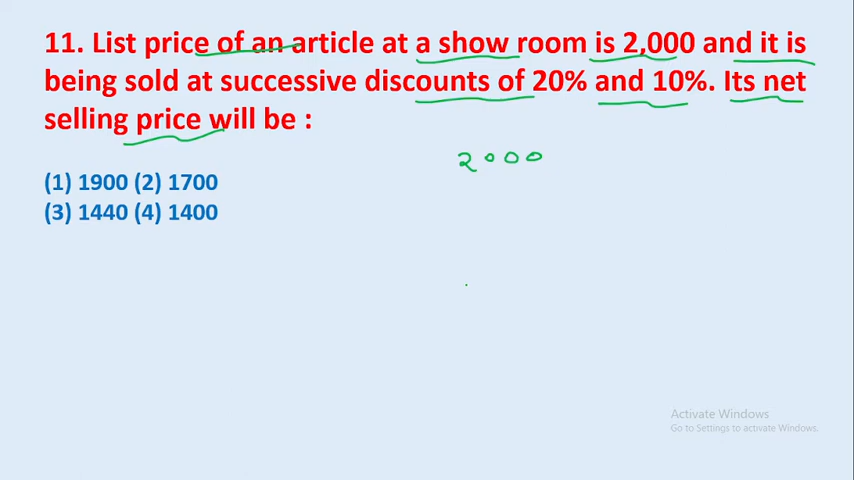 11. List price of an article at a show room is 2,000 and it is
being sold at successive discounts of 20% and 10%. Its net
selling price will be :
2000
(1) 1900 (2) 1700
(3) 1440 (4) 1400
Activate Windows
Go to Settings to activate Windows.